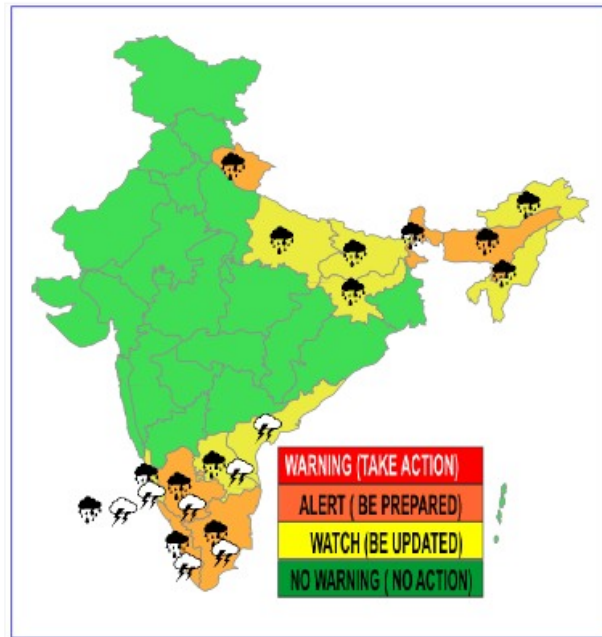 WARNING (TAKE ACTION)
ALERT ( BE PREPARED)
WATCH (BE UPDATED)
NO WARNING ( NO ACTION)